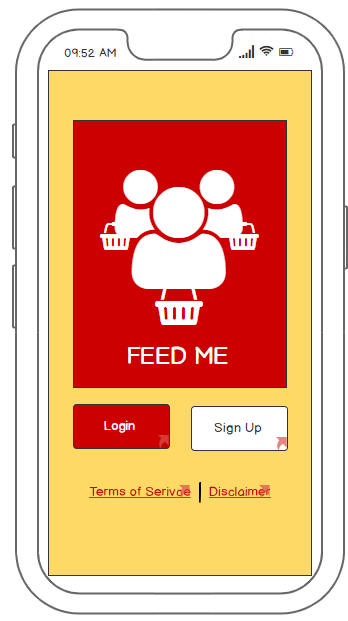 09:52 AM
FEED ME
Login
Sign Up
Terms of Serivce
Disclaimer